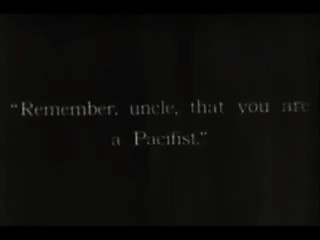 “Remember, uncle, that you are
a Pacifist.”